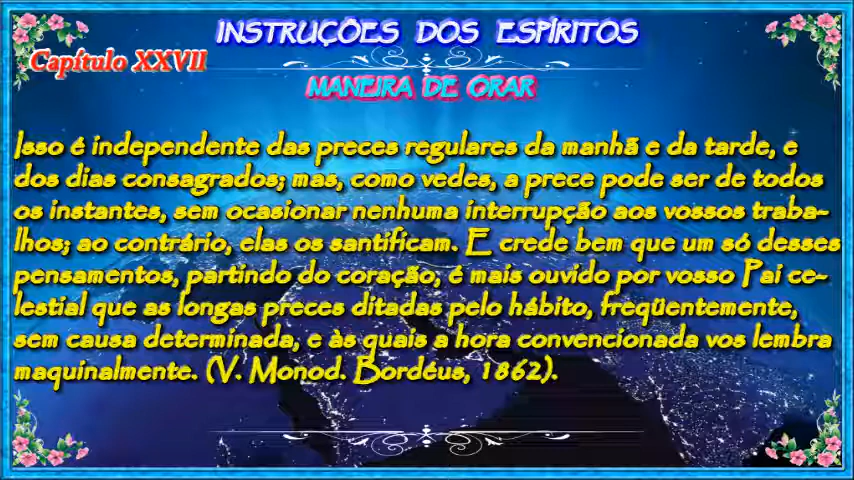 INSTRUÇÕES DOS ESPÍRITOS
Capítulo XXVII
MANEIRA DE ORAR
Isso é independente das preces regulares da manhã e da tarde, e
dos dias consagrados; mas, como vedes, a prece pode ser de todos
os instantes, sem ocasionar nenhuma interrupção aos vossos traba-
lhos; ao contrário, elas os santificam. E crede bem que um só desses
pensamentos, partindo do coração, é mais ouvido por vosso Pai ce-
lestial que as longas preces ditadas pelo hábito, freqüentemente,
sem causa determinada, e às quais a hora convencionada vos lembra
maquinalmente. (V. Monod. Bordéus, 1862).